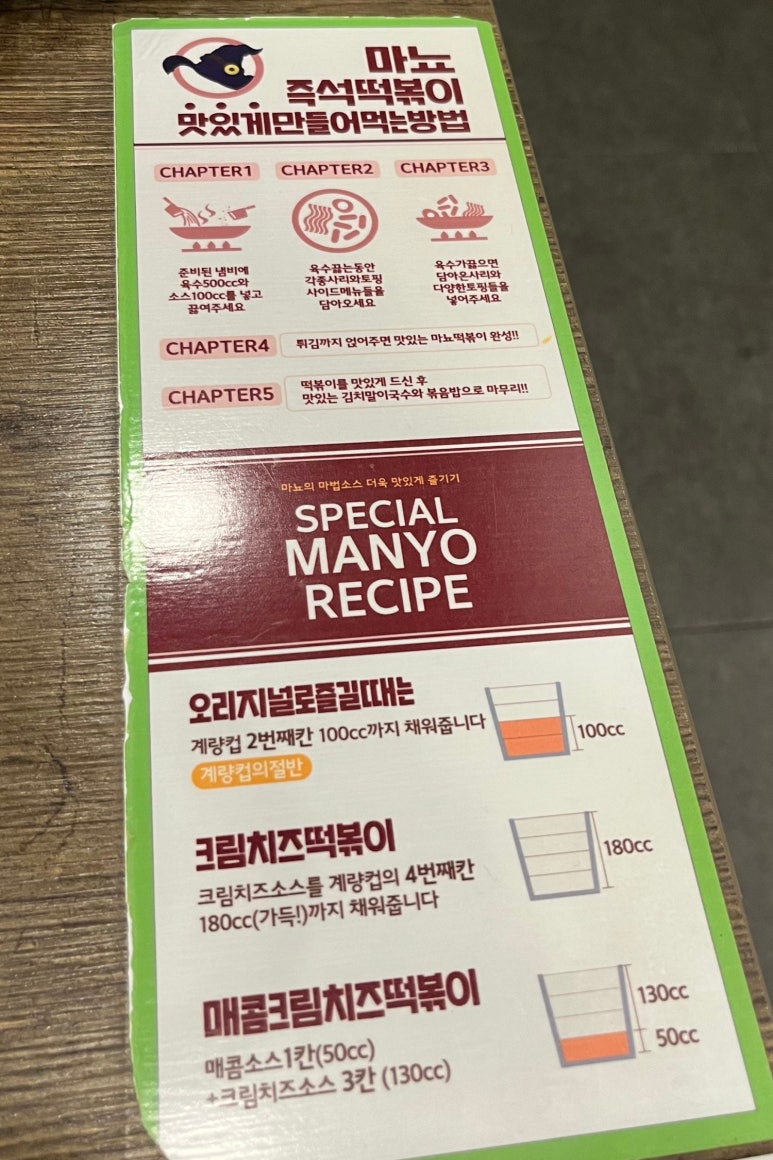 마뇨
즉석떡볶이
맛있게만들어먹는방법
CHAPTER1
준비된 냄비에
육수500cc와
소스100cc를 넣고
끓여주세요
CHAPTER2
육수끓는동안
각종사리와토핑
사이드메뉴들을
담아오세요
CHAPTER3
육수가끓으면
담아온사리와
다양한토핑들을
넣어주세요
CHAPTER4
튀김까지 얹어주면 맛있는 마뇨떡볶이 완성!!
CHAPTER5
떡볶이를 맛있게 드신 후
맛있는 김치말이국수와 볶음밥으로 마무리!!
마뇨의 마법소스 더욱 맛있게 즐기기
SPECIAL
MANYO
RECIPE
오리지널로즐길때는
계량컵 2번째칸 100cc까지 채워줍니다
계량컵의절반
100cc
크림치즈떡볶이
크림치즈소스를 계량컵의 4번째칸
180cc(가득!)까지 채워줍니다
180cc
매콤크림치즈떡볶이
매콤소스1칸(50cc)
+크림치즈소스 3칸 (130cc)
130cc
50cc